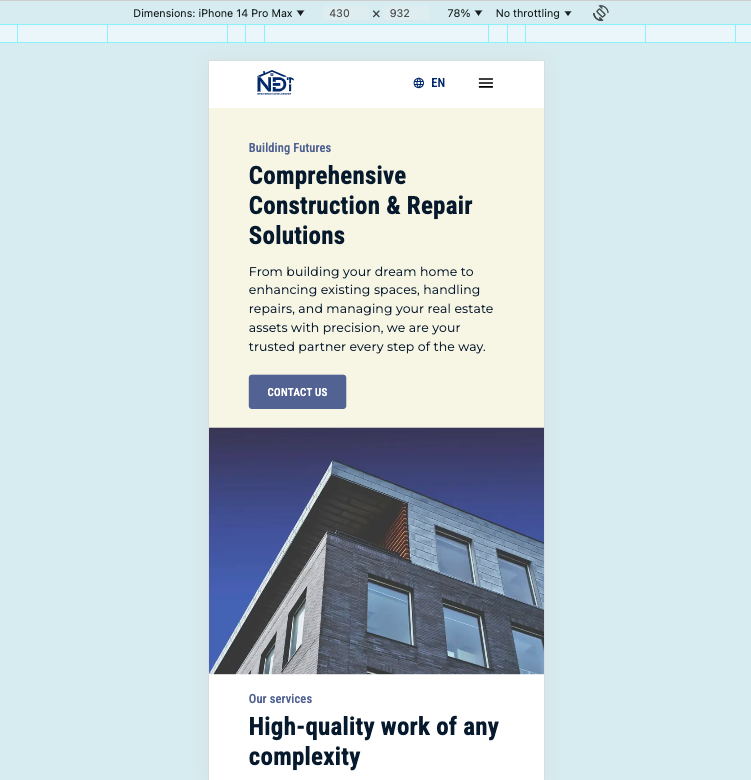 Dimensions: iPhone 14 Pro Max ▼ 430 × 932 78% ▼ No throttling ▼
NDT
EN
Building Futures
Comprehensive
Construction & Repair
Solutions
From building your dream home to
enhancing existing spaces, handling
repairs, and managing your real estate
assets with precision, we are your
trusted partner every step of the way.
CONTACT US
Our services
High-quality work of any
complexity